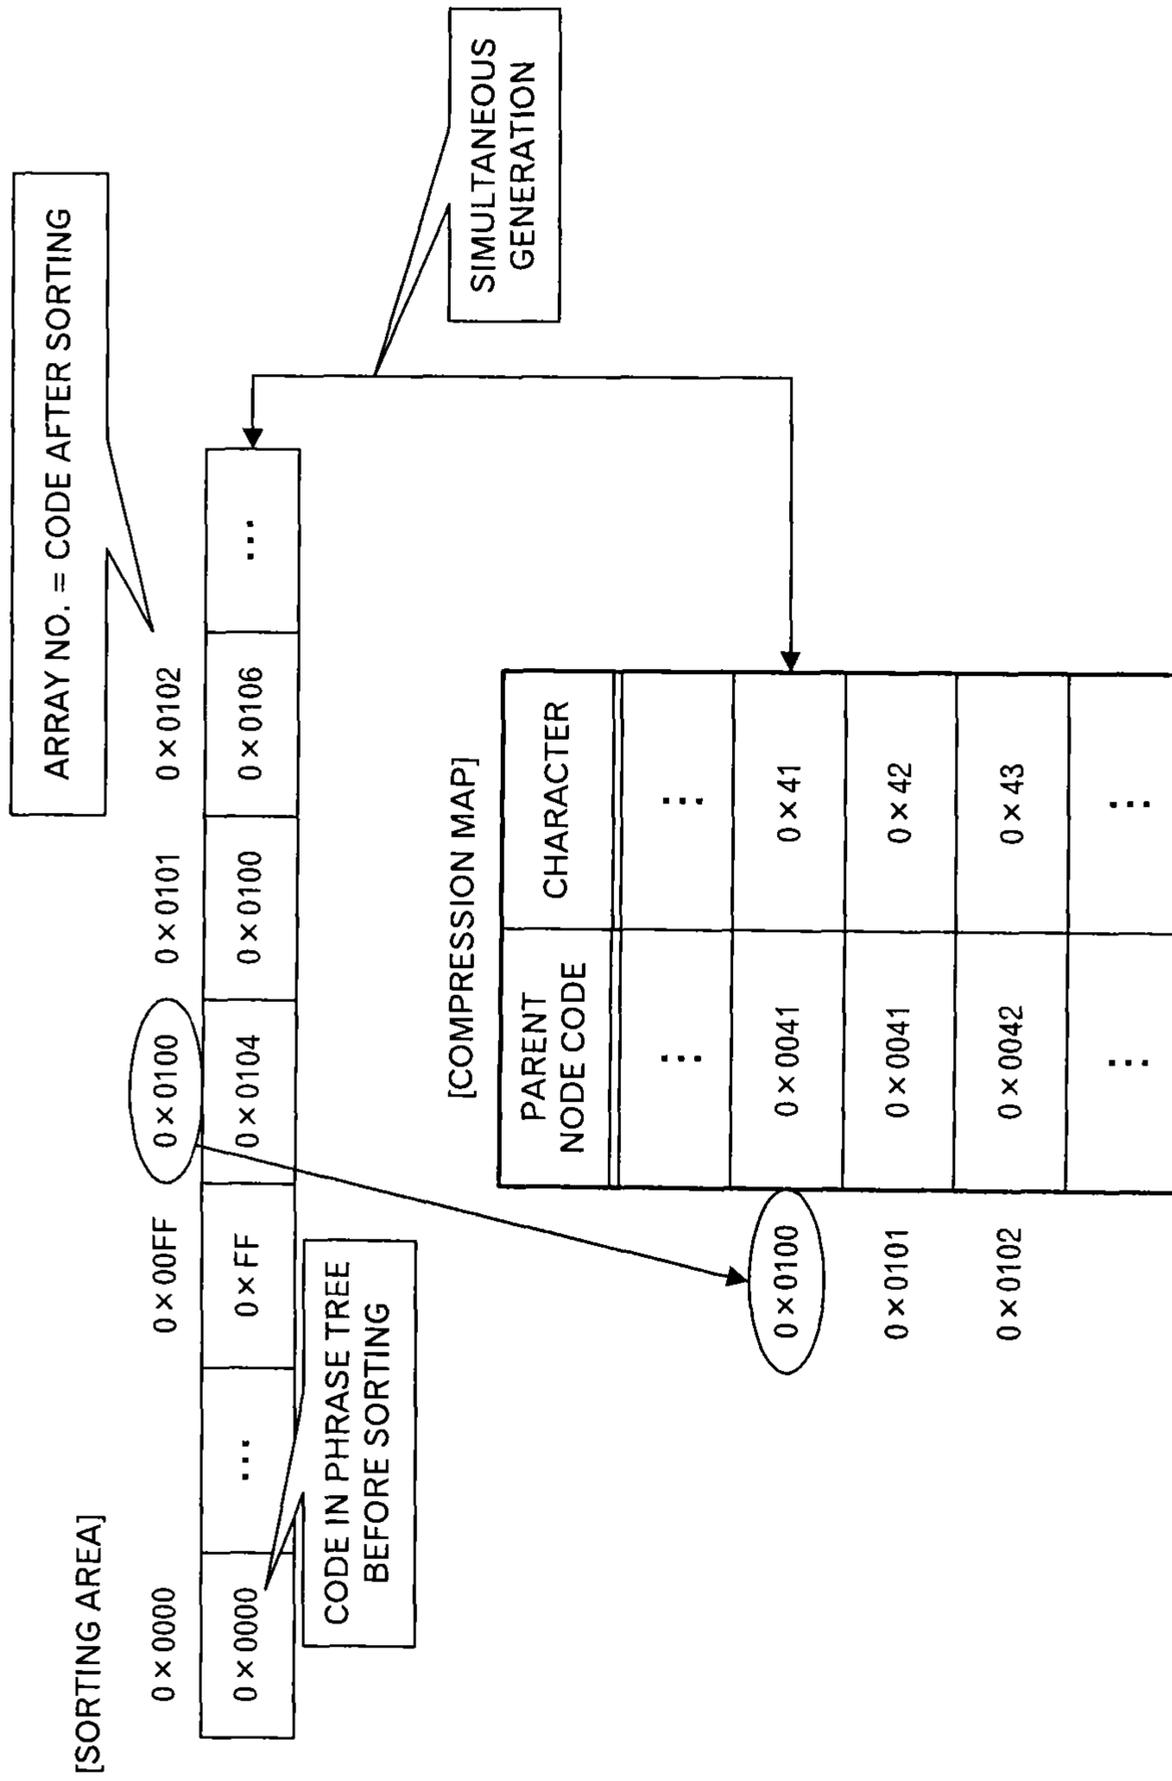 [SORTING AREA]
ARRAY NO. = CODE AFTER SORTING
0×0000 0×00FF 0×0100 0×0101 0×0102
0×0000 ... 0×FF 0×0104 0×0100 0×0106 ...
CODE IN PHRASE TREE
BEFORE SORTING
SIMULTANEOUS
GENERATION
[COMPRESSION MAP]
PARENT
NODE CODE
CHARACTER
... ...
0×0100 0×0041 0×41
0×0101 0×0041 0×42
0×0102 0×0042 0×43
... ...